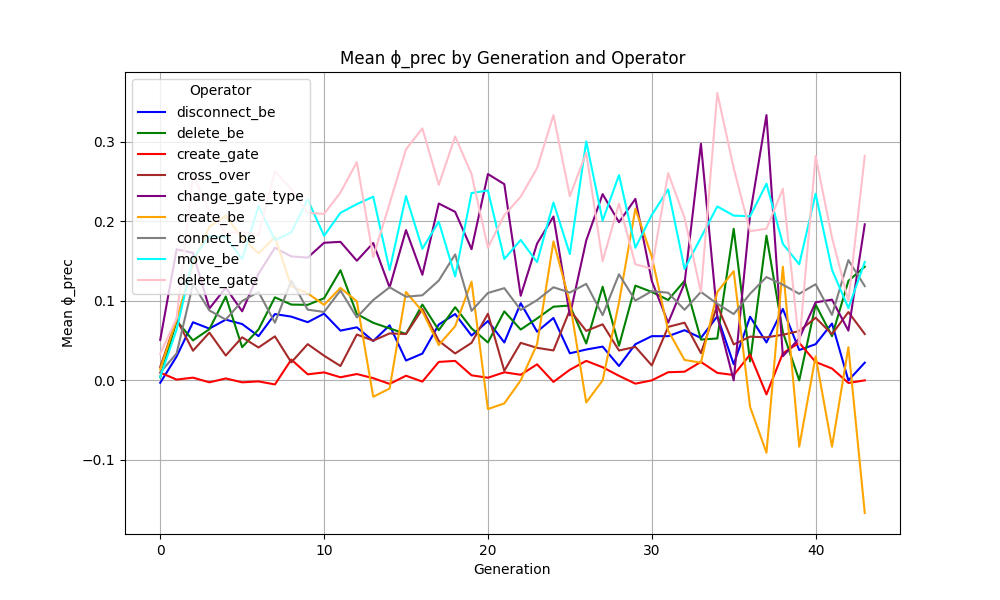 Mean ϕ_prec by Generation and Operator
Operator
disconnect_be
delete_be
create_gate
cross_over
change_gate_type
create_be
connect_be
move_be
delete_gate
Mean ϕ_prec
0.3
0.2
0.1
0.0
−0.1
0 10 20 30 40
Generation